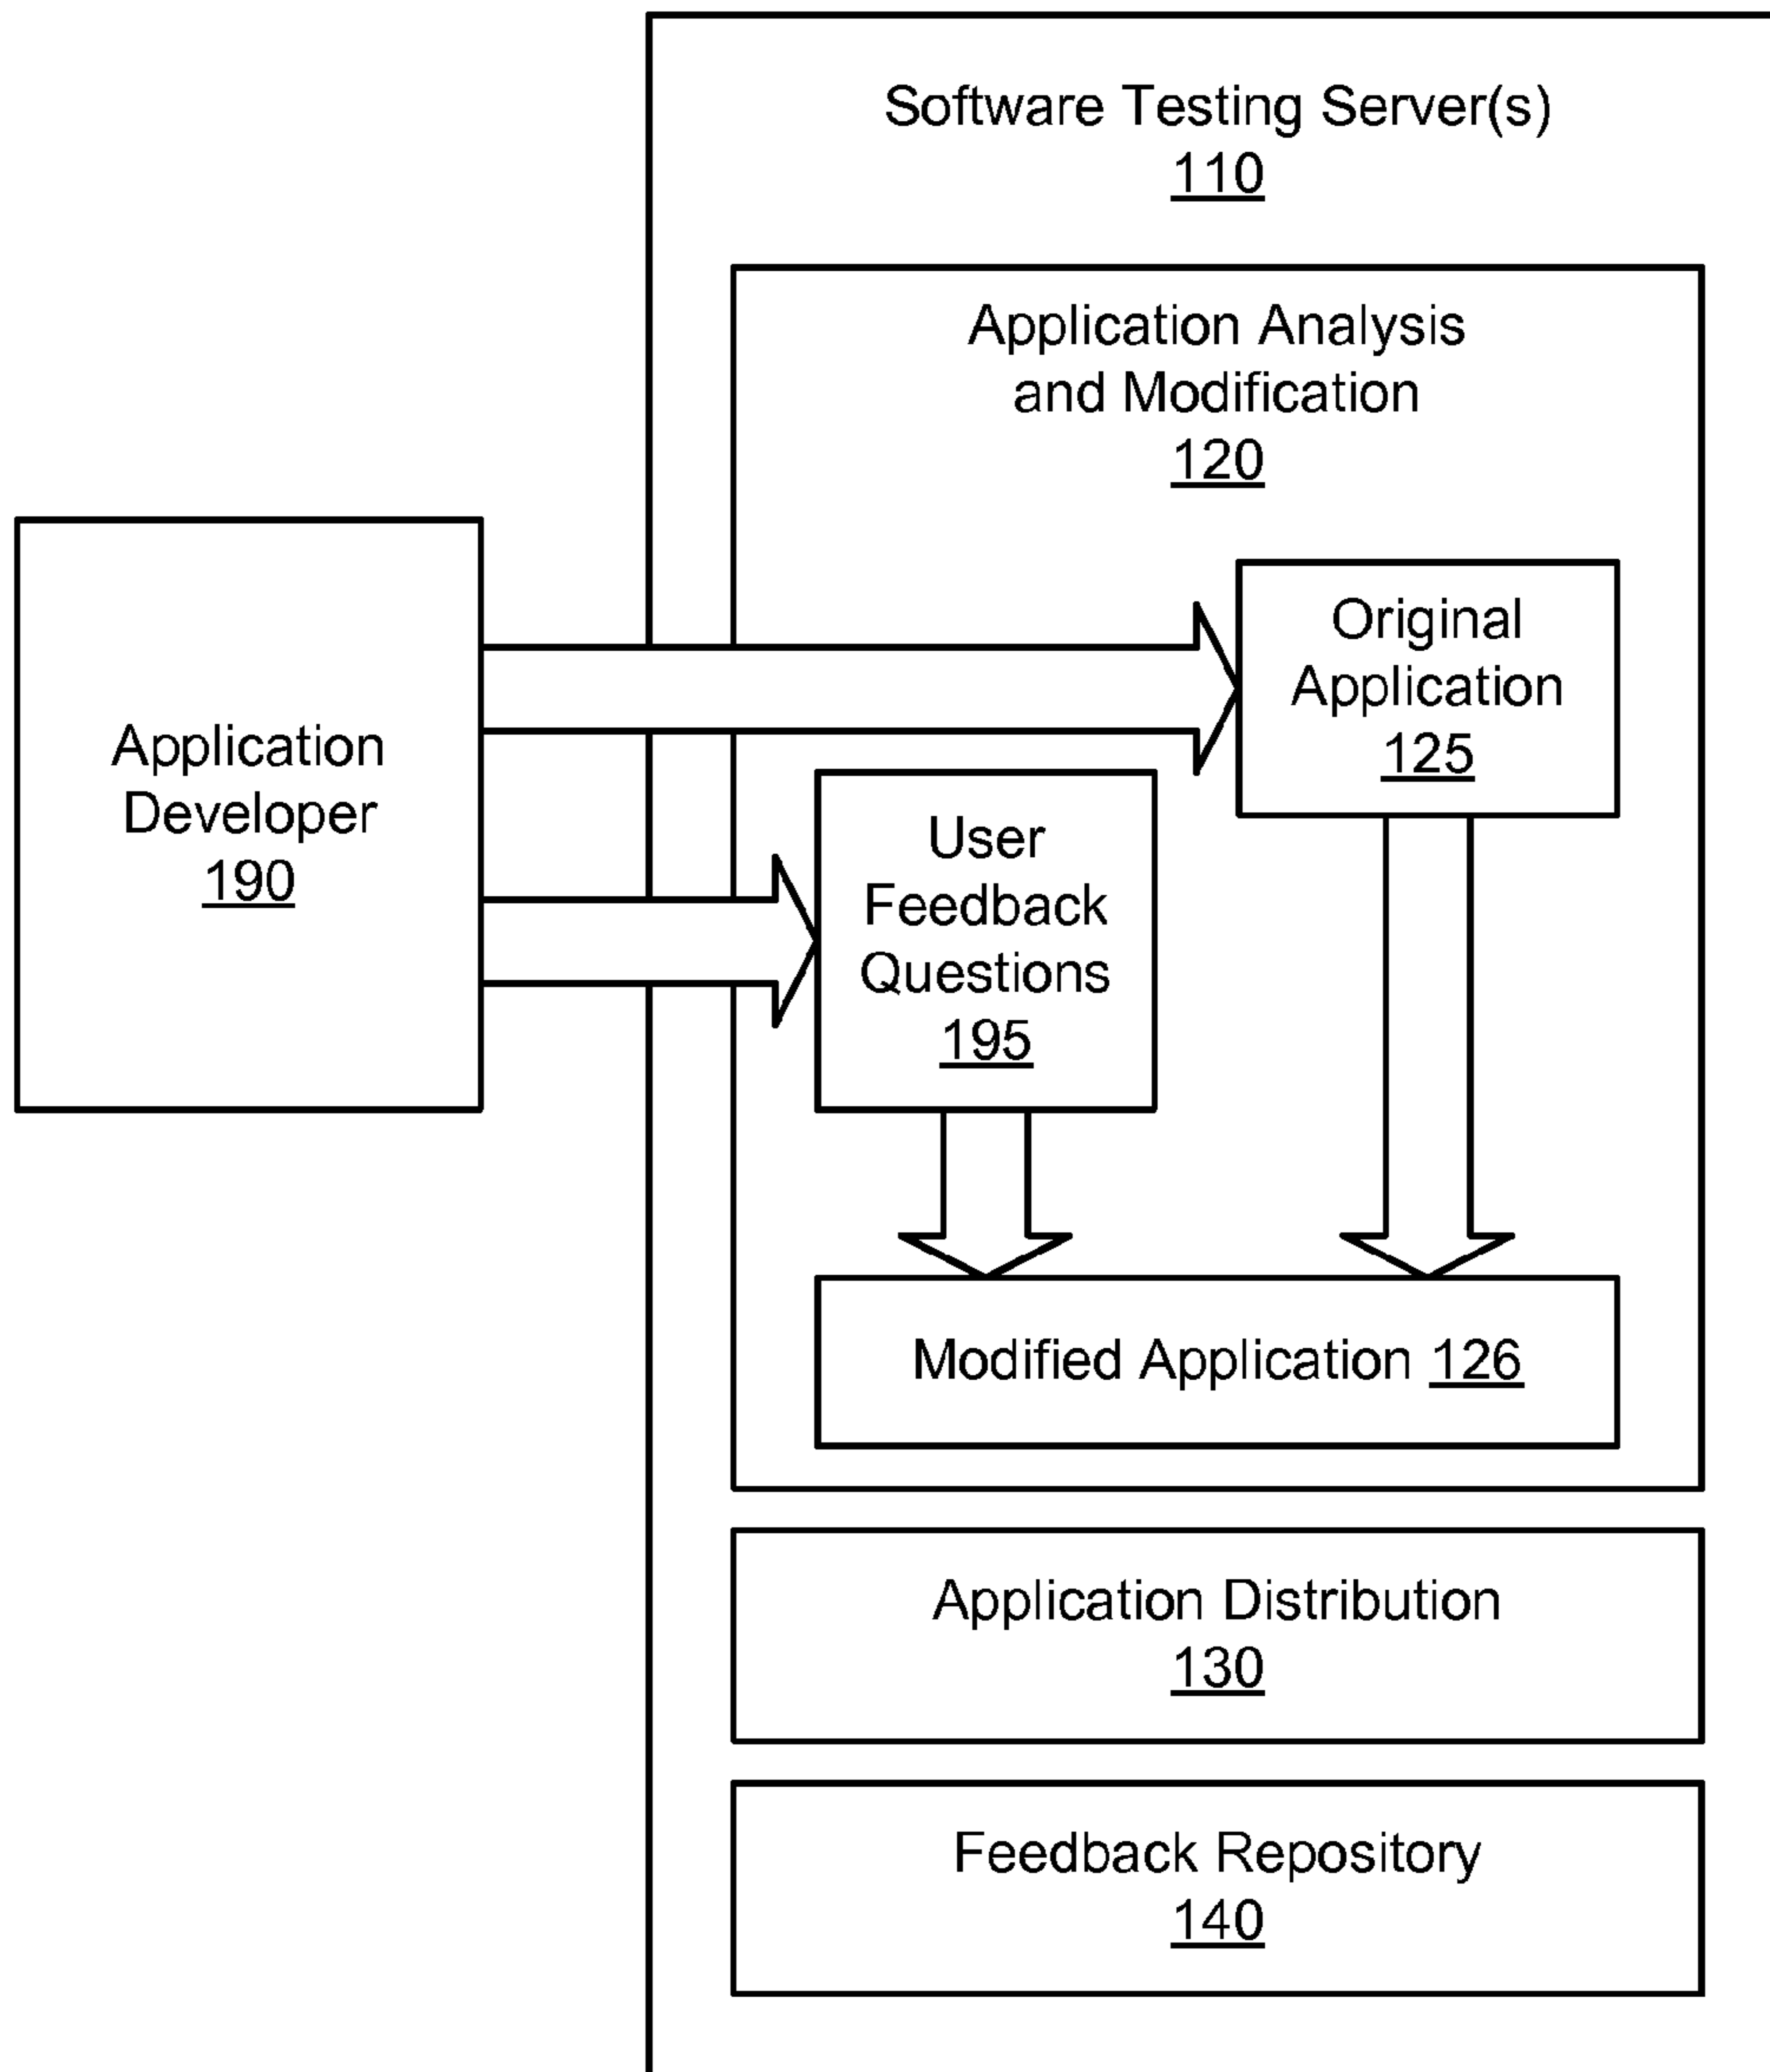 Software Testing Server(s)
110
Application Analysis
and Modification
120
Original
Application
125
Application
Developer
190
User
Feedback
Questions
195
Modified Application 126
Application Distribution
130
Feedback Repository
140